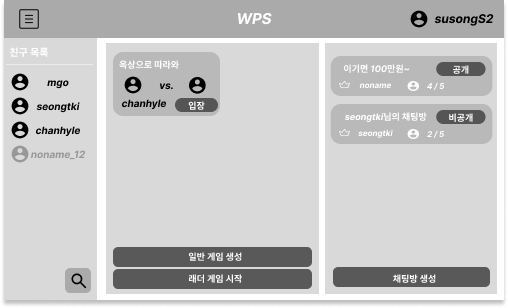 WPS
susongS2
친구 목록
mgo
seongtki
chanhyle
noname_12
옥상으로 따라와
vs.
chanhyle
입장
일반 게임 생성
래더 게임 시작
이기면 100만원~
공개
noname
4 / 5
seongtki님의 채팅방
비공개
seongtki
2 / 5
채팅방 생성